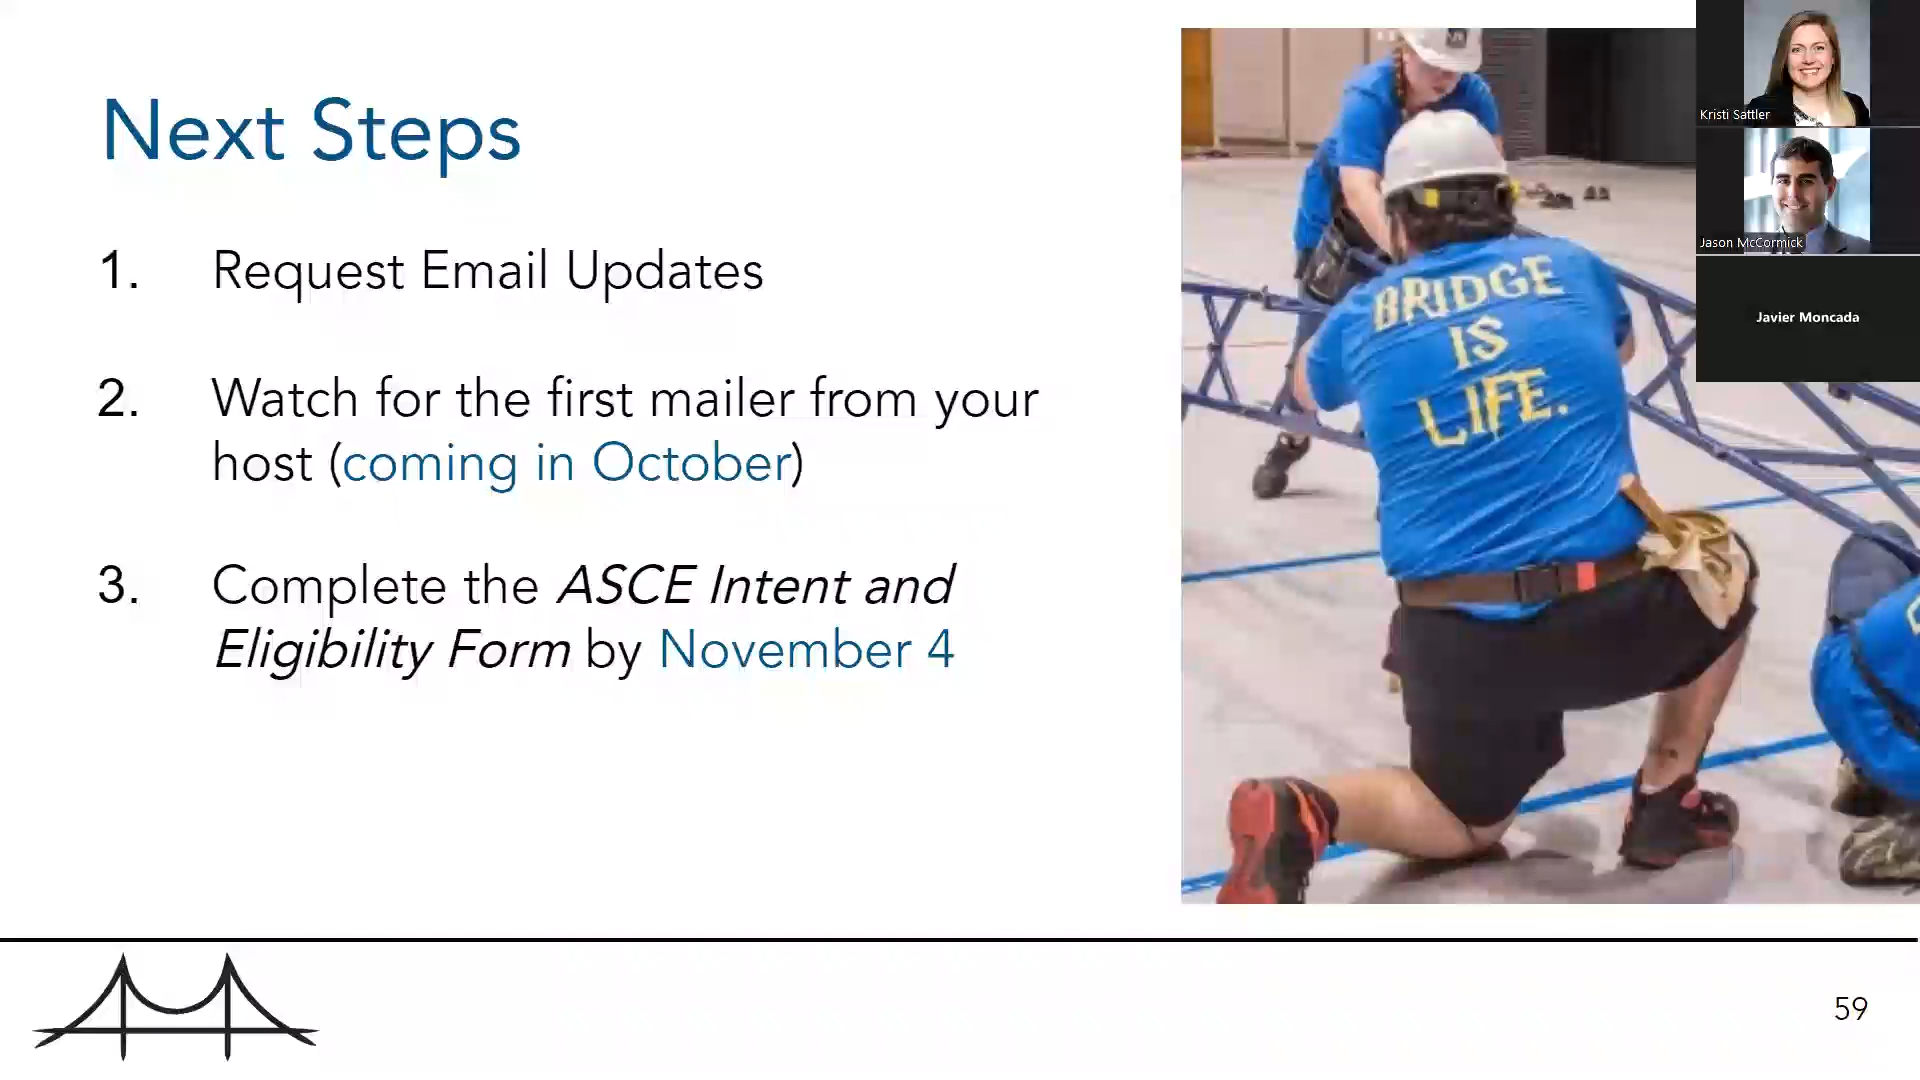 Next Steps
1. Request Email Updates
2. Watch for the first mailer from your
host (coming in October)
3. Complete the ASCE Intent and
Eligibility Form by November 4
BRIDGE
IS
LIFE.
Kristi Sattler
Jason McCormick
Javier Moncada
59